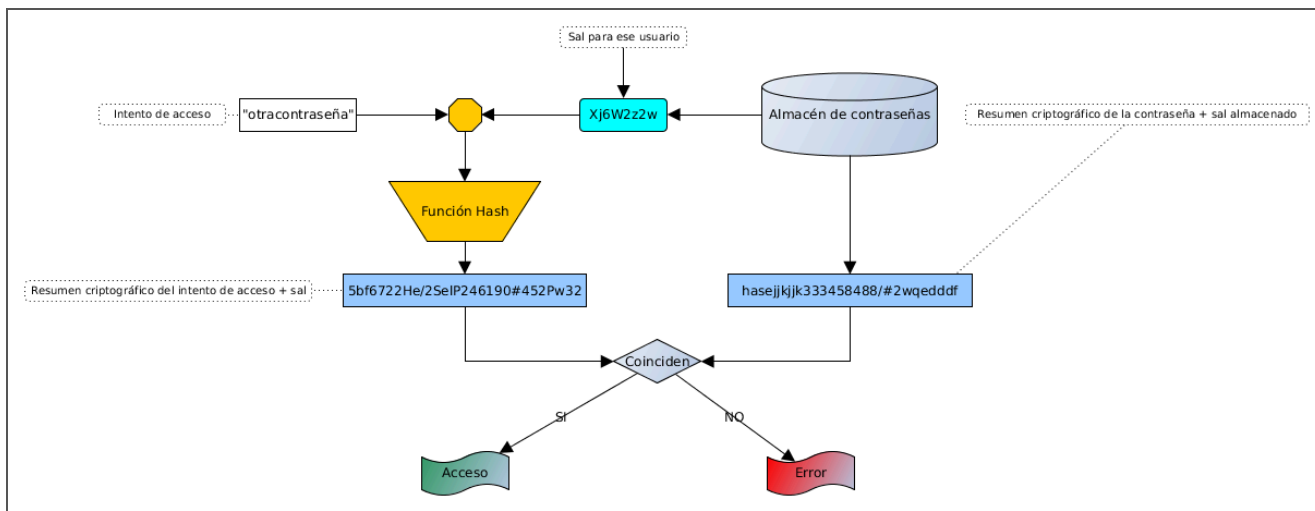 Sal para ese usuario
Intento de acceso
"otracontraseña"
Xj6W2z2w
Almacén de contraseñas
Resumen criptográfico de la contraseña + sal almacenado
Función Hash
Resumen criptográfico del intento de acceso + sal
5bf6722He/2SeIP246190#452Pw32
hasejjkjjk333458488/#2wqedddf
Coinciden
SI
NO
Acceso
Error